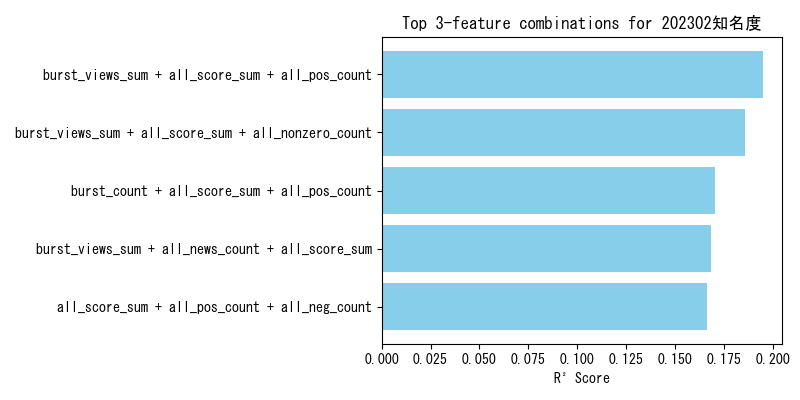 Top 3-feature combinations for 202302知名度
burst_views_sum + all_score_sum + all_pos_count
burst_views_sum + all_score_sum + all_nonzero_count
burst_count + all_score_sum + all_pos_count
burst_views_sum + all_news_count + all_score_sum
all_score_sum + all_pos_count + all_neg_count
0.000 0.025 0.050 0.075 0.100 0.125 0.150 0.175 0.200
R² Score